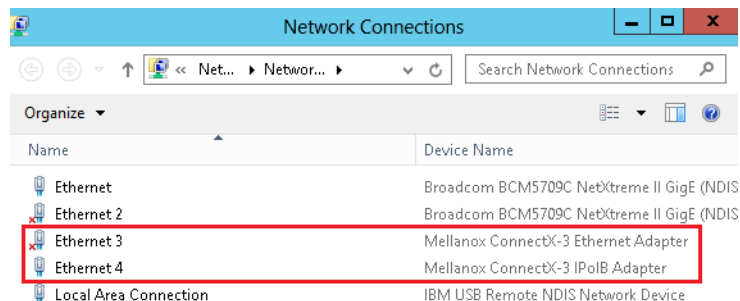 Network Connections
x
« Net... Networ...
Search Network Connections
Organize
Name Device Name
Ethernet Broadcom BCM5709C NetXtreme II GigE (NDIS
Ethernet 2 Broadcom BCM5709C NetXtreme II GigE (NDIS
Ethernet 3 Mellanox ConnectX-3 Ethernet Adapter
Ethernet 4 Mellanox ConnectX-3 IPoIB Adapter
Local Area Connection IBM USB Remote NDIS Network Device